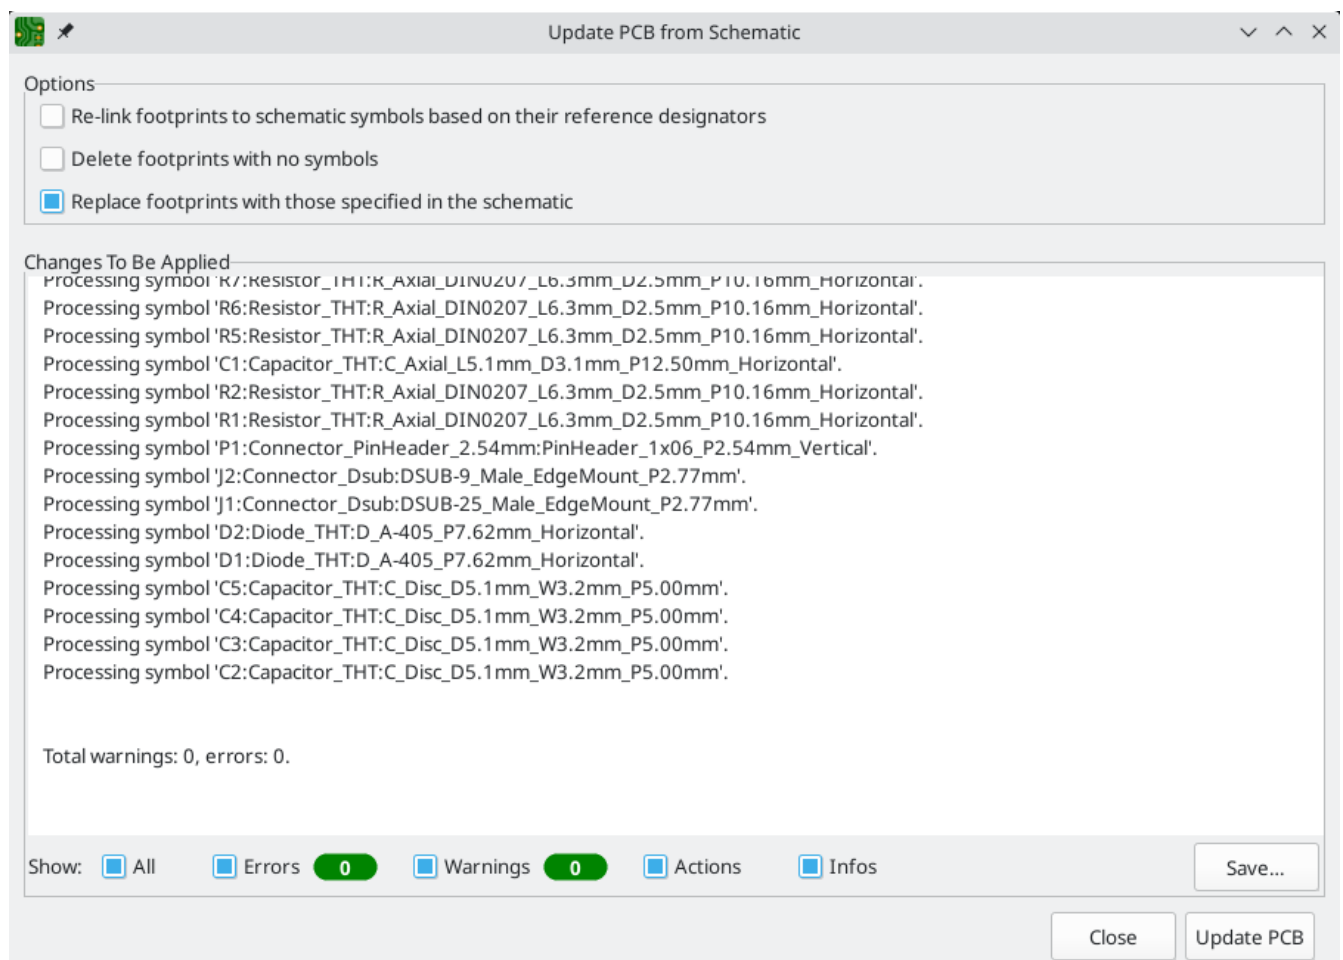 Update PCB from Schematic
Options
Re-link footprints to schematic symbols based on their reference designators
Delete footprints with no symbols
Replace footprints with those specified in the schematic
Changes To Be Applied
Processing symbol 'R7:Resistor_THT:R_Axial_DIN0207_L6.3mm_D2.5mm_P10.16mm_Horizontal'.
Processing symbol 'R6:Resistor_THT:R_Axial_DIN0207_L6.3mm_D2.5mm_P10.16mm_Horizontal'.
Processing symbol 'R5:Resistor_THT:R_Axial_DIN0207_L6.3mm_D2.5mm_P10.16mm_Horizontal'.
Processing symbol 'C1:Capacitor_THT:C_Axial_L5.1mm_D3.1mm_P12.50mm_Horizontal'.
Processing symbol 'R2:Resistor_THT:R_Axial_DIN0207_L6.3mm_D2.5mm_P10.16mm_Horizontal'.
Processing symbol 'R1:Resistor_THT:R_Axial_DIN0207_L6.3mm_D2.5mm_P10.16mm_Horizontal'.
Processing symbol 'P1:Connector_PinHeader_2.54mm:PinHeader_1x06_P2.54mm_Vertical'.
Processing symbol 'J2:Connector_Dsub:DSUB-9_Male_EdgeMount_P2.77mm'.
Processing symbol 'J1:Connector_Dsub:DSUB-25_Male_EdgeMount_P2.77mm'.
Processing symbol 'D2:Diode_THT:D_A-405_P7.62mm_Horizontal'.
Processing symbol 'D1:Diode_THT:D_A-405_P7.62mm_Horizontal'.
Processing symbol 'C5:Capacitor_THT:C_Disc_D5.1mm_W3.2mm_P5.00mm'.
Processing symbol 'C4:Capacitor_THT:C_Disc_D5.1mm_W3.2mm_P5.00mm'.
Processing symbol 'C3:Capacitor_THT:C_Disc_D5.1mm_W3.2mm_P5.00mm'.
Processing symbol 'C2:Capacitor_THT:C_Disc_D5.1mm_W3.2mm_P5.00mm'.
Total warnings: 0, errors: 0.
Show: All Errors 0 Warnings 0 Actions Infos Save...
Close Update PCB